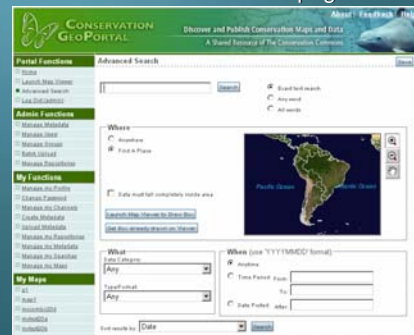 About Feedback Help
CONSERVATION
GEOPORTAL
Discover and Publish Conservation Maps and Data
A Shared Resource of The Conservation Commons
Portal Functions
Home
Launch Map Viewer
Advanced Search
Log Out(admin)
Admin Functions
Manage Metadata
Manage Users
Manage Groups
Batch Upload
Manage Repositories
My Functions
Manage my Profile
Change Password
Manage my Channels
Create Metadata
Upload Metadata
Manage my Repositories
Manage my Metadata
Manage my Searches
Manage my Maps
My Maps
a1
map1
Advanced Search
Save
Search
Exact text search
Any word
All words
Where
Anywhere
Find A Place
Data must fall completely inside area
Launch Map Viewer to Draw Box
Get Box already drawn on Viewer
Pacific Ocean
Atlantic Ocean
What
Data Category:
Any
Type/Format:
Any
When (use 'YYYYMMDD' format)
Anytime
Time Period From:
To:
Date Posted After:
Sort results by: Date
Search